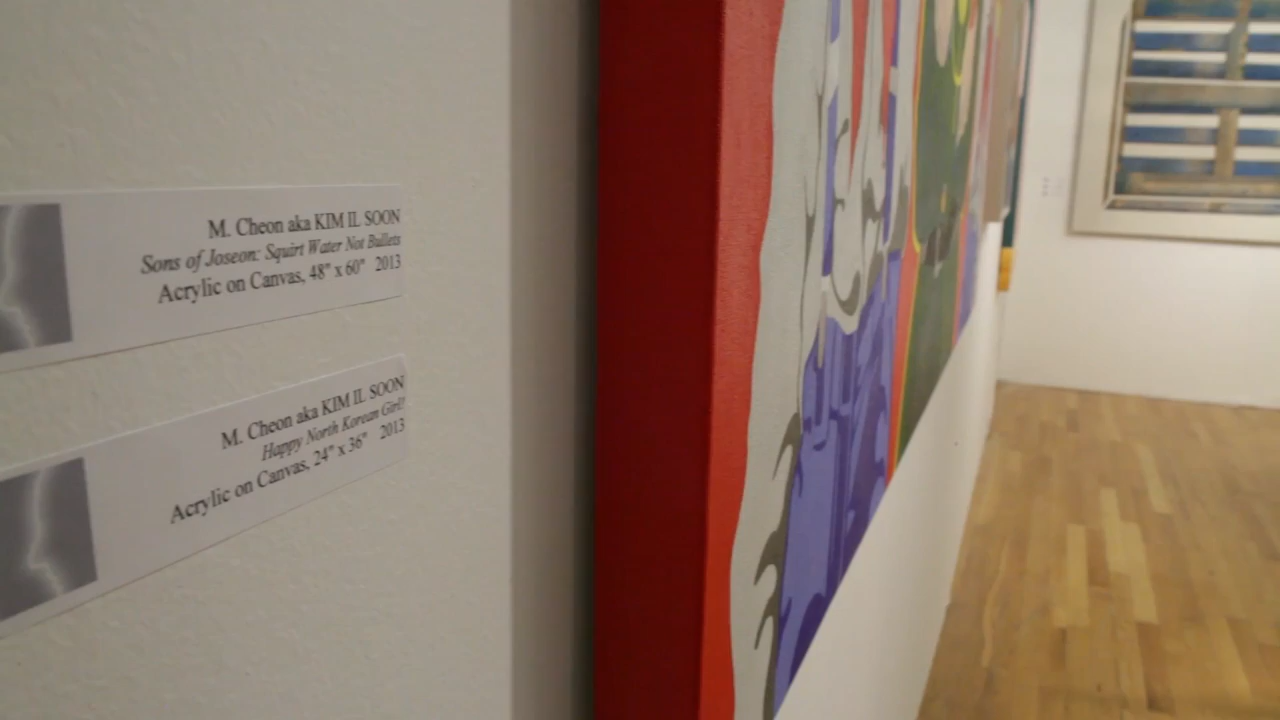 M. Cheon aka KIM IL SOON
Sons of Joseon: Squirt Water Not Bullets
Acrylic on Canvas, 48" x 60" 2013
M. Cheon aka KIM IL SOON
Happy North Korean Girl!
Acrylic on Canvas, 24" x 36" 2013